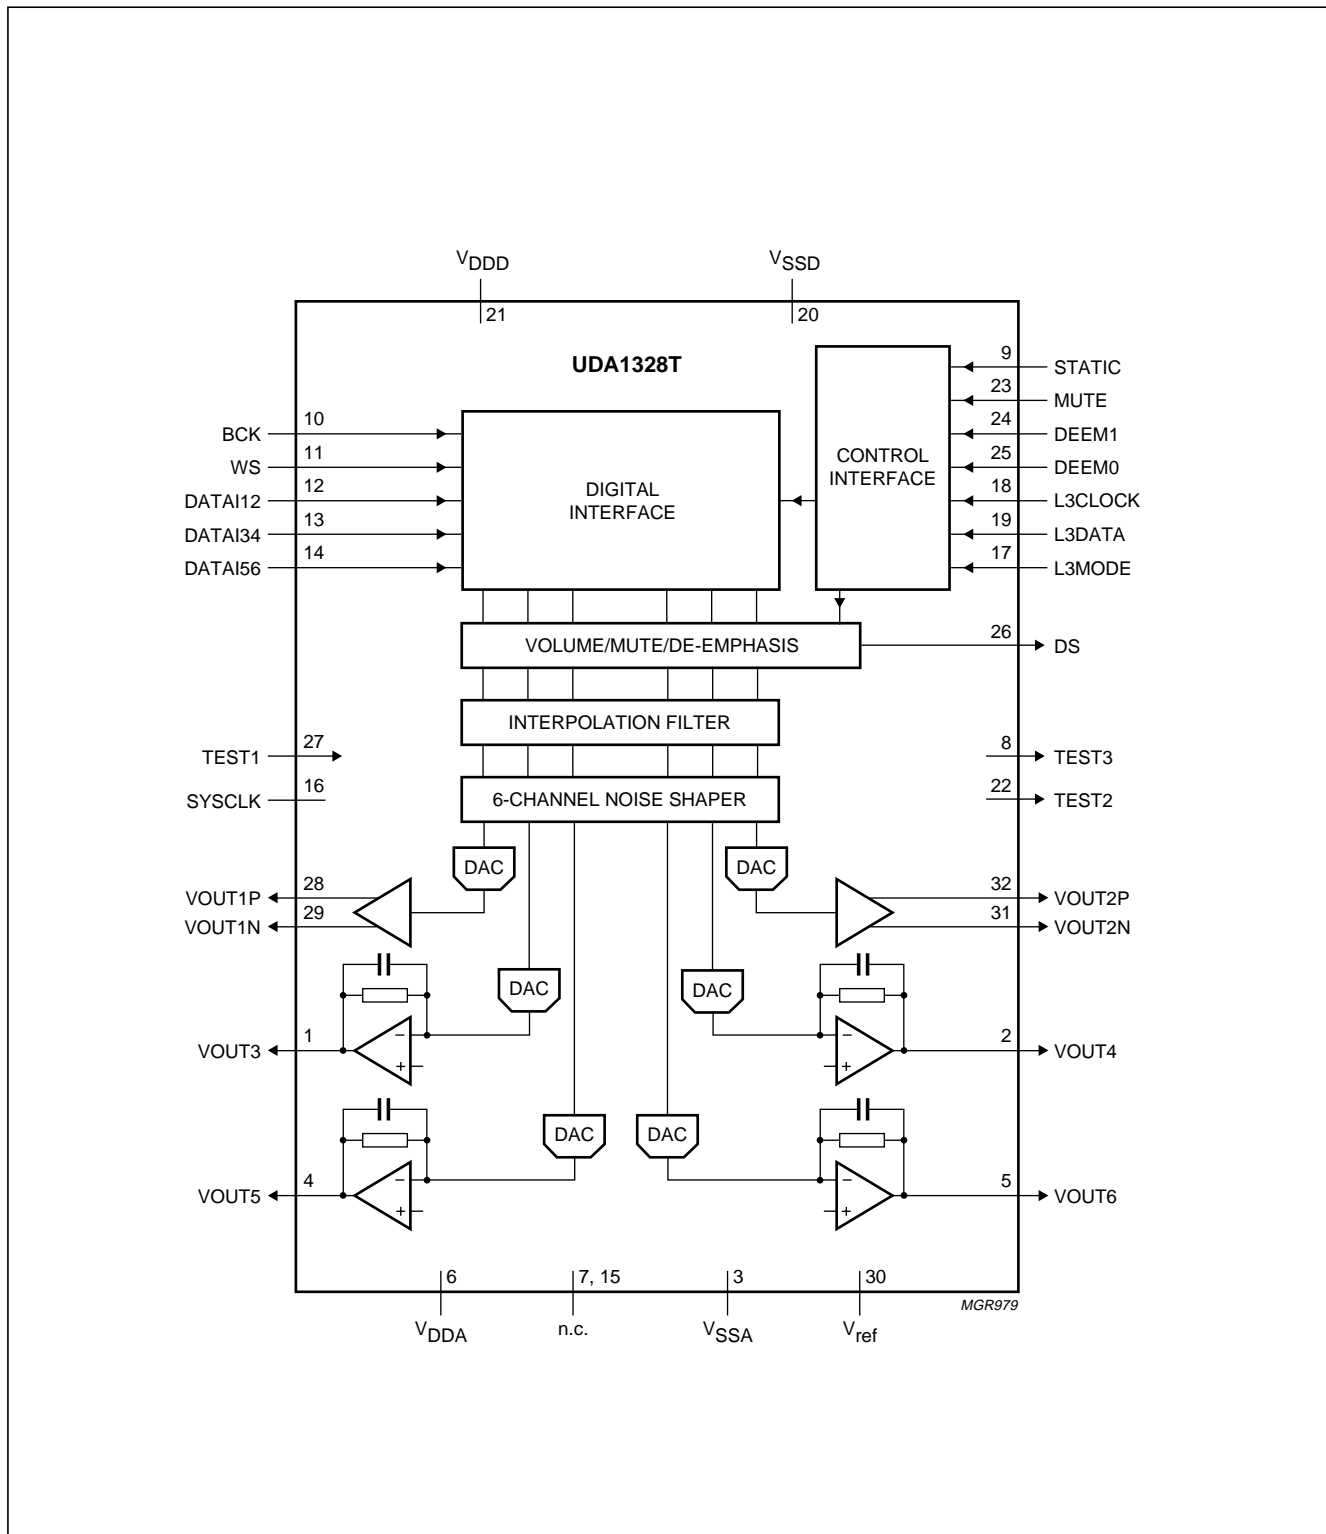 VDDD
VSSD
21
20
UDA1328T
9
STATIC
23
MUTE
24
DEEM1
25
DEEM0
18
L3CLOCK
19
L3DATA
17
L3MODE
CONTROL
INTERFACE
10
BCK
11
WS
12
DATAI12
13
DATAI34
14
DATAI56
DIGITAL
INTERFACE
VOLUME/MUTE/DE-EMPHASIS
26
DS
INTERPOLATION FILTER
27
TEST1
8
TEST3
16
SYSCLK
22
TEST2
6-CHANNEL NOISE SHAPER
DAC
DAC
28
VOUT1P
29
VOUT1N
32
VOUT2P
31
VOUT2N
DAC
DAC
1
VOUT3
−
+
−
+
2
VOUT4
DAC
DAC
4
VOUT5
−
+
−
+
5
VOUT6
6
7, 15
3
30
MGR979
VDDA
n.c.
VSSA
Vref